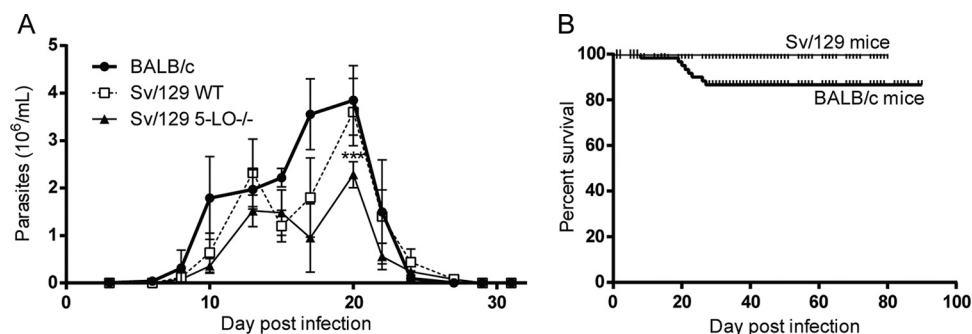 A
Parasites (10⁶/mL)
5
4
3
2
1
0
BALB/c
Sv/129 WT
Sv/129 5-LO-/-
***
0
10
20
30
Day post infection
B
Percent survival
100
80
60
40
20
0
Sv/129 mice
BALB/c mice
0
20
40
60
80
100
Day post infection